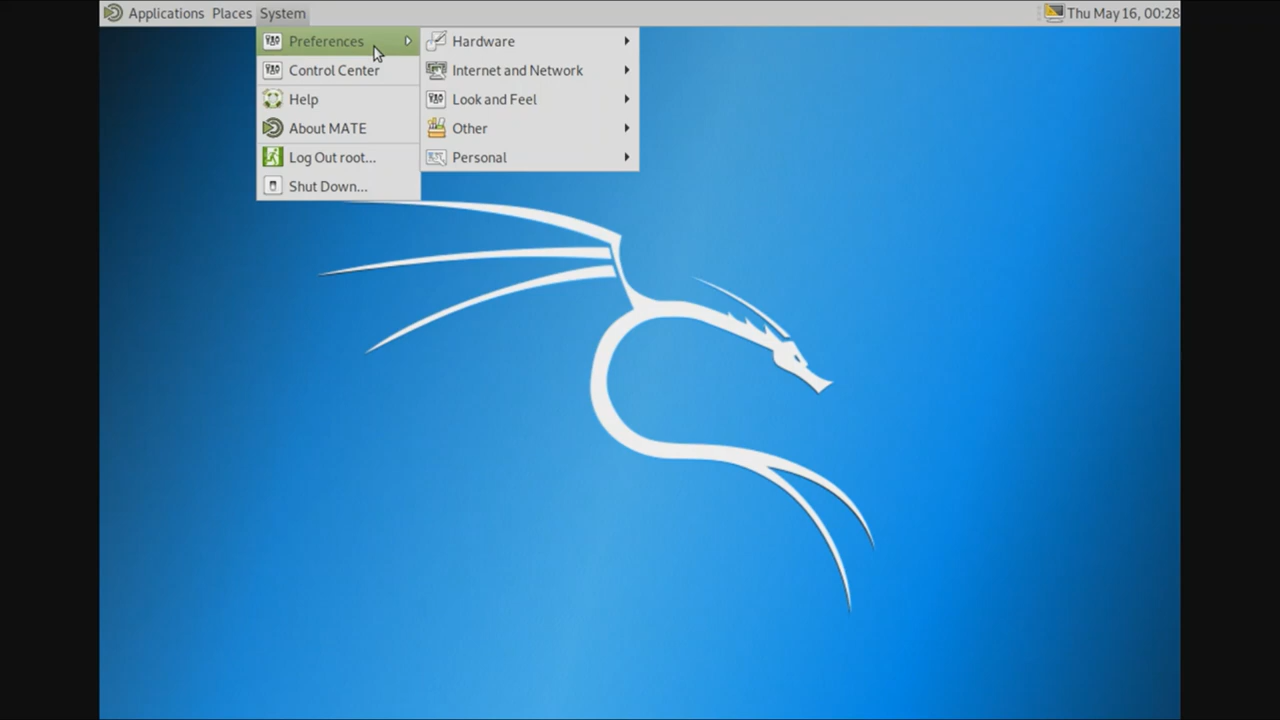 Applications Places System
Thu May 16, 00:28
Preferences
Control Center
Help
About MATE
Log Out root...
Shut Down...
Hardware
Internet and Network
Look and Feel
Other
Personal